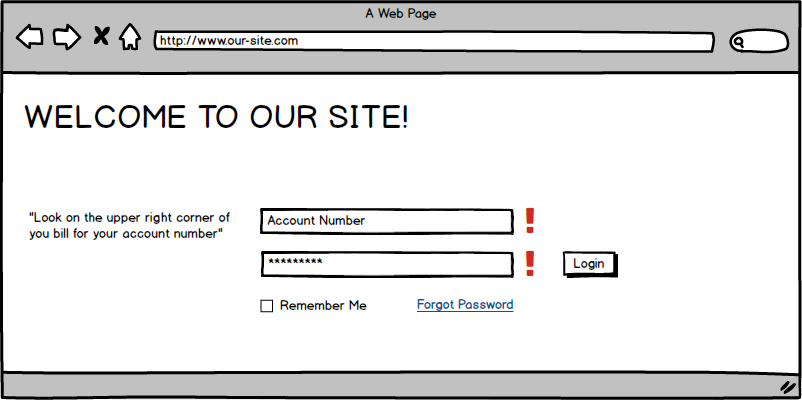 A Web Page
http://www.our-site.com
WELCOME TO OUR SITE!
"Look on the upper right corner of
you bill for your account number"
Account Number
!
*********
!
Login
Remember Me
Forgot Password